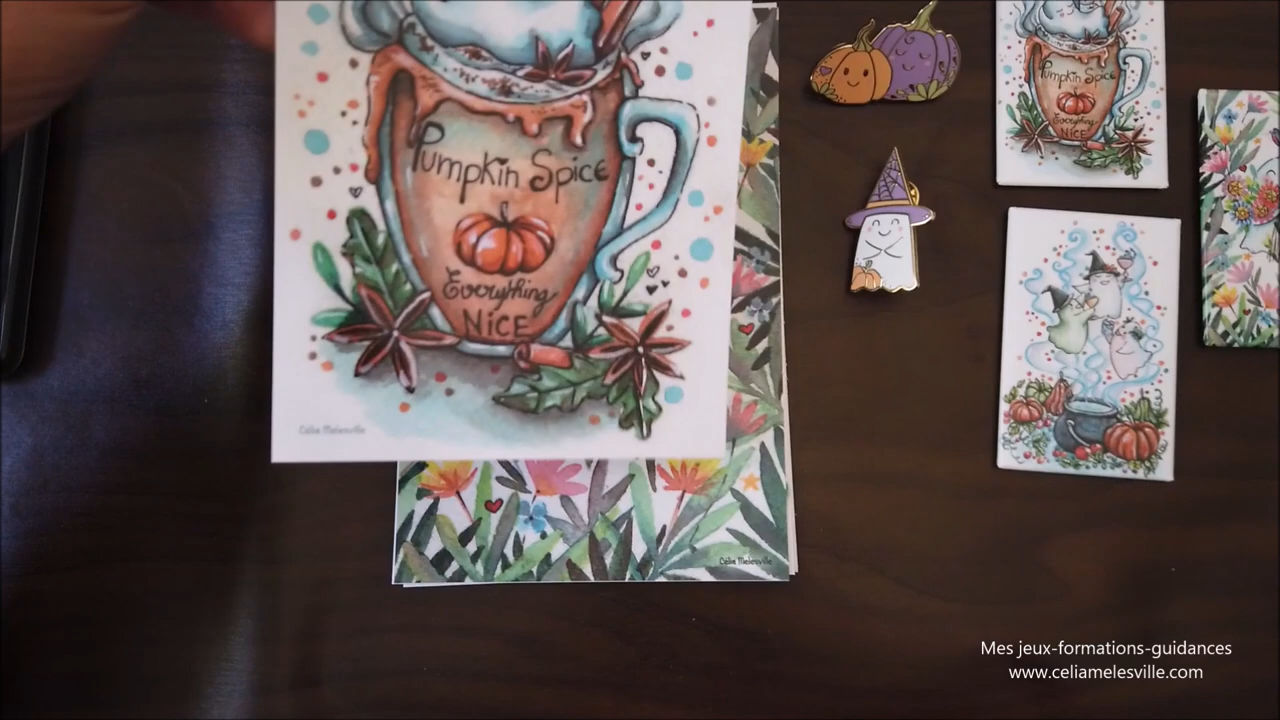 Pumpkin Spice
Everything
NiCE
Célia Melesville
Célia Melesville
Pumpkin Spice
Everything
NiCE
Mes jeux-formations-guidances
www.celiamelesville.com